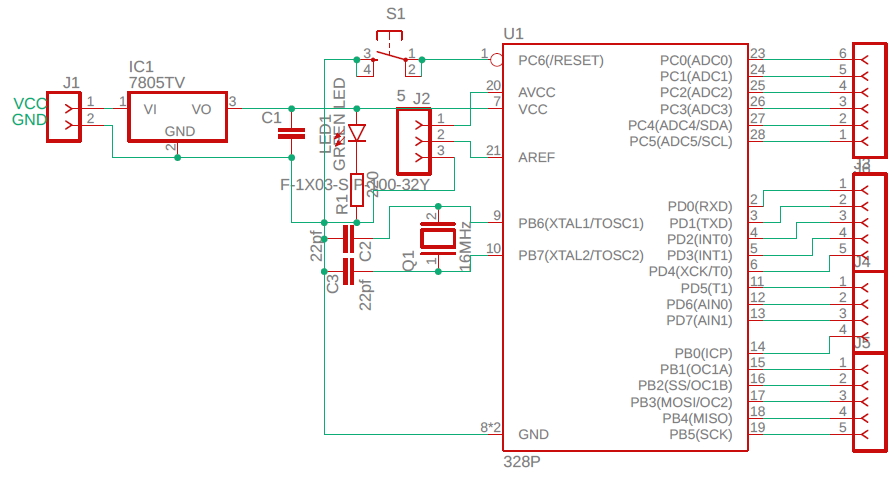 S1
3 1
4 2
U1
1 PC6(/RESET) PC0(ADC0) 23 6
PC1(ADC1) 24 5
IC1
7805TV
J1
VCC 1 1 VI VO 3
GND 2 GND
2
C1
LED1
GREEN LED
5 J2
1
2
3
20 AVCC PC2(ADC2) 25 4
7 VCC PC3(ADC3) 26 3
PC4(ADC4/SDA) 27 2
PC5(ADC5/SCL) 28 1
21 AREF
F-1X03-S P-200-32Y
R1
220
J3
PD0(RXD) 2 1
PD1(TXD) 3 2
9 PB6(XTAL1/TOSC1) PD2(INT0) 4 3
PD3(INT1) 5 4
10 PB7(XTAL2/TOSC2) PD4(XCK/T0) 6 5
22pf
C2
2
1
Q1
16MHz
C3
22pf
J4
PD5(T1) 11 1
PD6(AIN0) 12 2
PD7(AIN1) 13 3
4
J5
PB0(ICP) 14
PB1(OC1A) 15 1
PB2(SS/OC1B) 16 2
PB3(MOSI/OC2) 17 3
PB4(MISO) 18 4
8*2 GND PB5(SCK) 19 5
328P